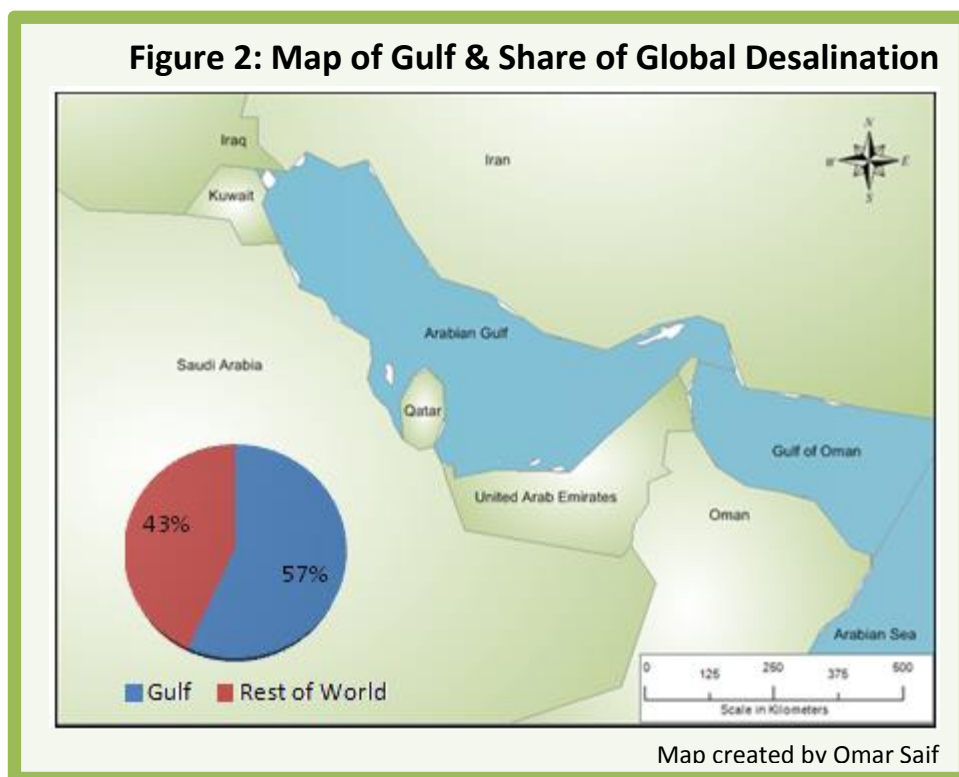 Figure 2: Map of Gulf & Share of Global Desalination
N
W E
S
Iraq
Iran
Kuwait
Arabian Gulf
Saudi Arabia
Qatar
Gulf of Oman
United Arab Emirates
Oman
43%
57%
Arabian Sea
Gulf Rest of World
0 125 250 375 500
Scale in Kilometers
Map created by Omar Saif